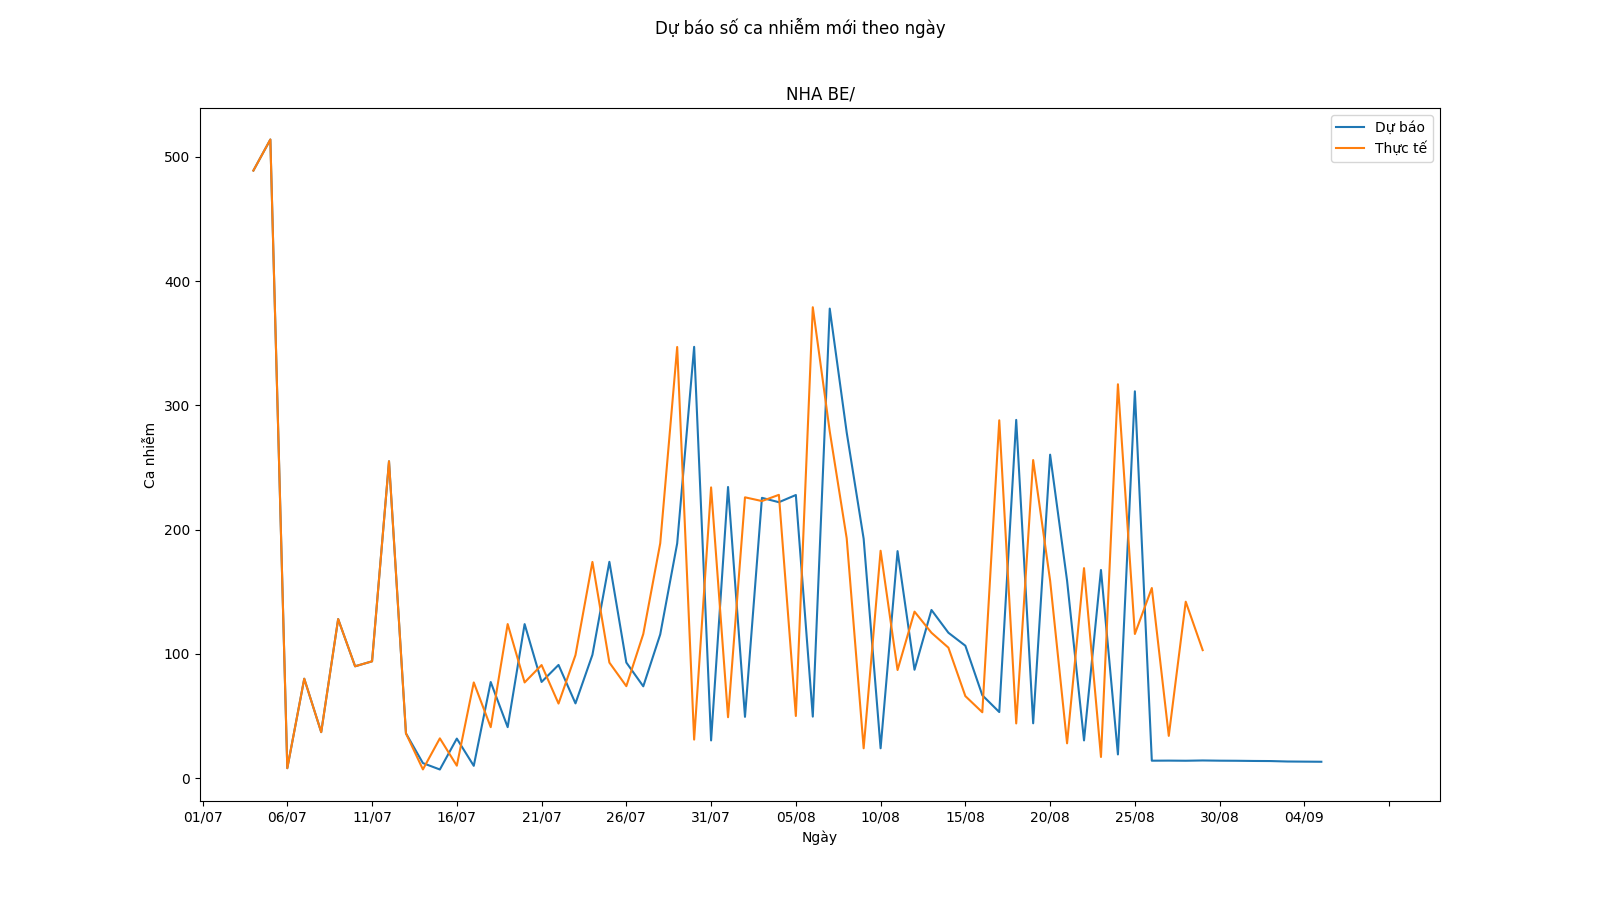 Dự báo số ca nhiễm mới theo ngày
NHA BE/
Dự báo
Thực tế
500
400
300
200
100
0
Ca nhiễm
01/07 06/07 11/07 16/07 21/07 26/07 31/07 05/08 10/08 15/08 20/08 25/08 30/08 04/09
Ngày